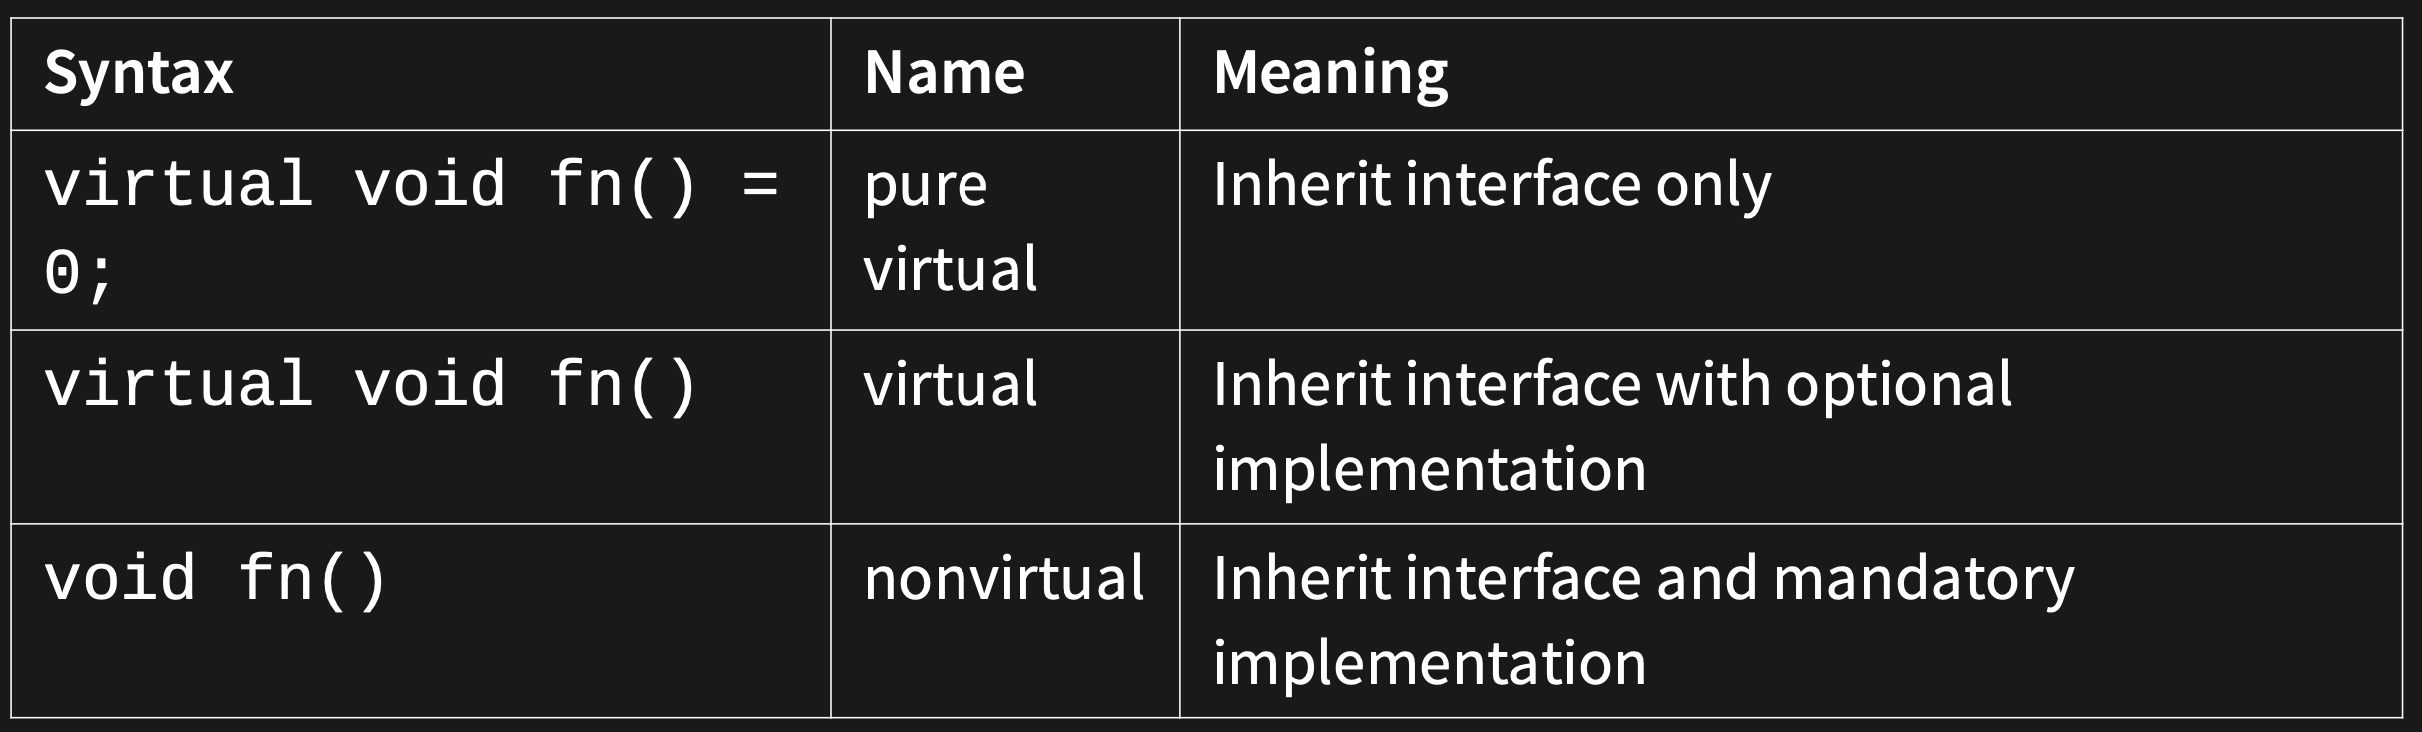 Syntax Name Meaning
virtual void fn() = pure Inherit interface only
0; virtual
virtual void fn() virtual Inherit interface with optional
implementation
void fn() nonvirtual Inherit interface and mandatory
implementation